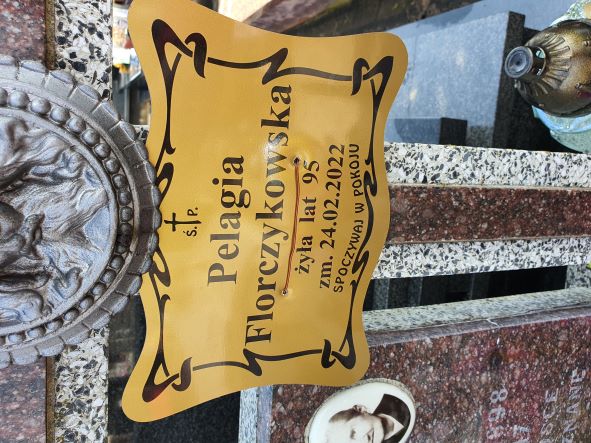 Ś. † P.
Pelagia
Florczykowska
żyła lat 95
zm. 24.02.2022
SPOCZYWAJ W POKOJU